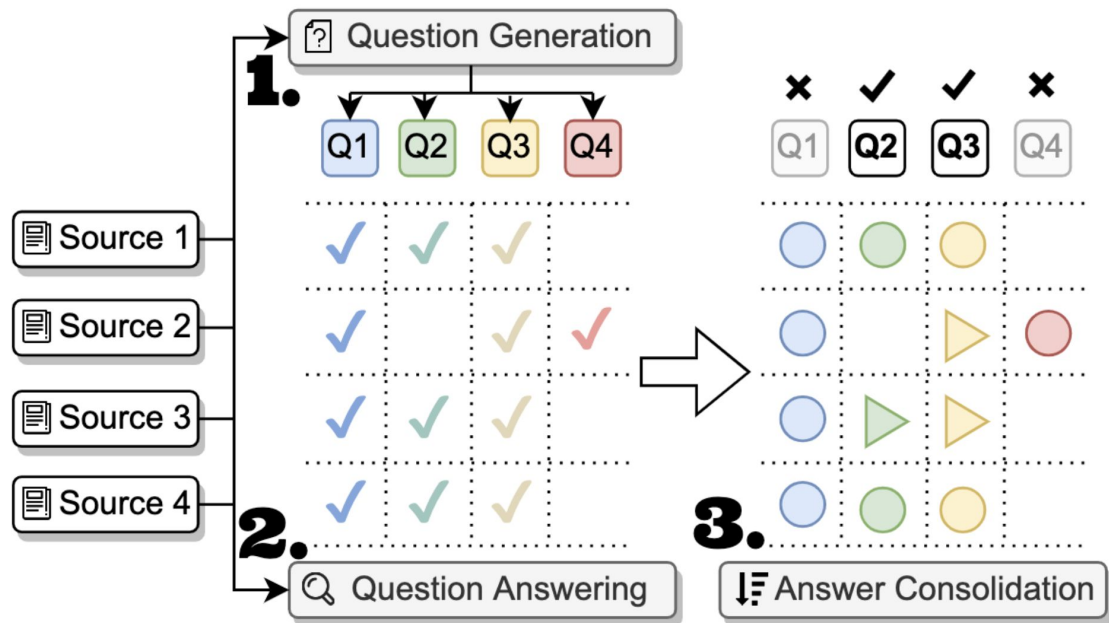 Question Generation
1.
Q1 Q2 Q3 Q4
Q1 Q2 Q3 Q4
Source 1
Source 2
Source 3
Source 4
2.
Question Answering
3.
Answer Consolidation